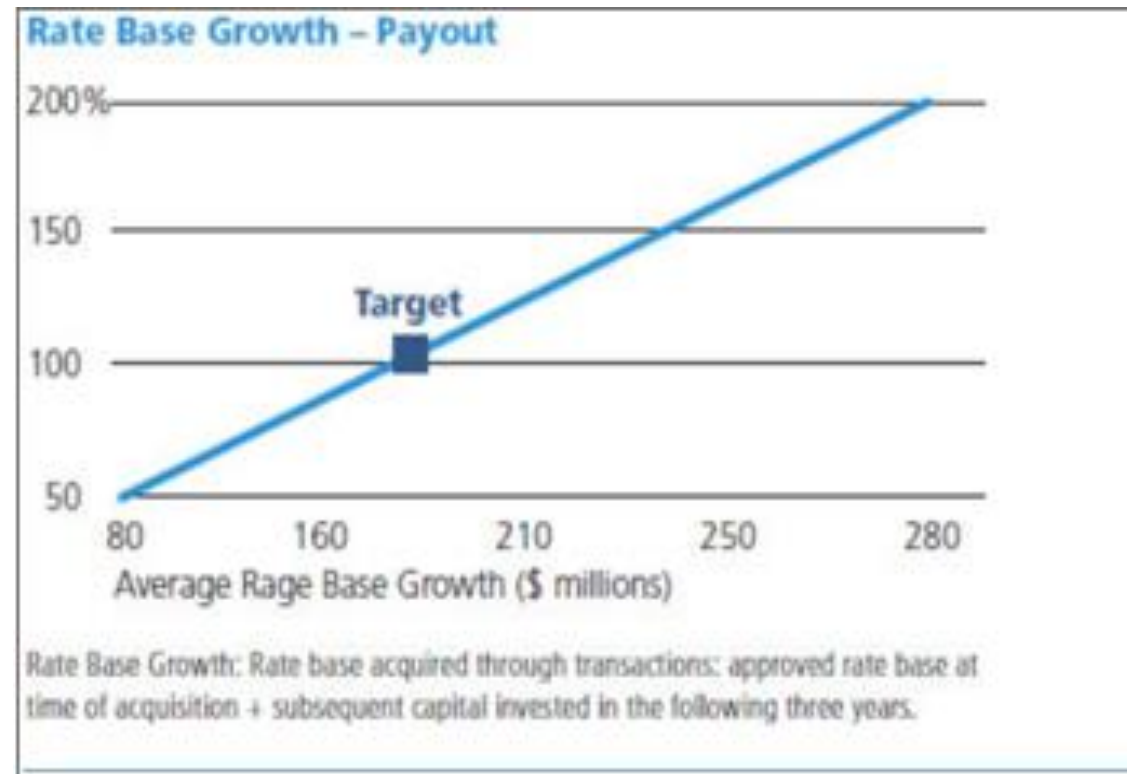 Rate Base Growth – Payout
200%
150
Target
100
50
80 160 210 250 280
Average Rage Base Growth ($ millions)
Rate Base Growth: Rate base acquired through transactions: approved rate base at
time of acquisition + subsequent capital invested in the following three years.